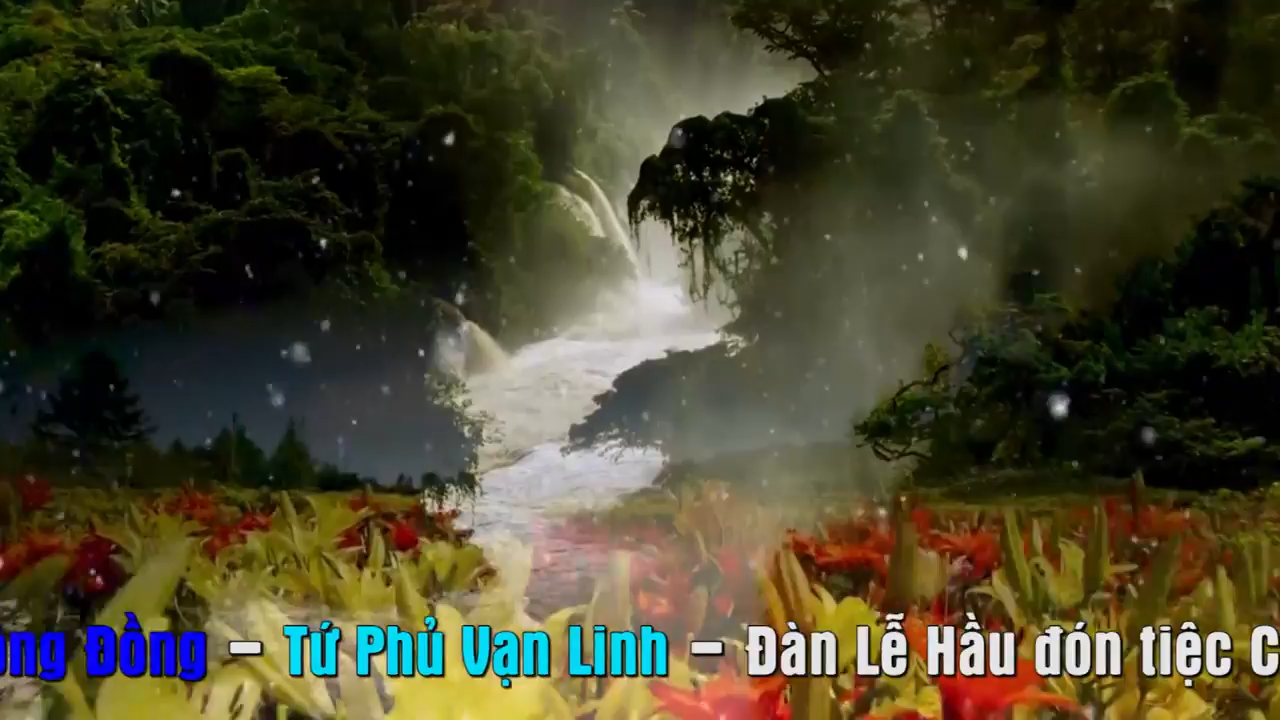 Đồng – Tứ Phủ Vạn Linh – Đàn Lễ Hầu đón tiệc